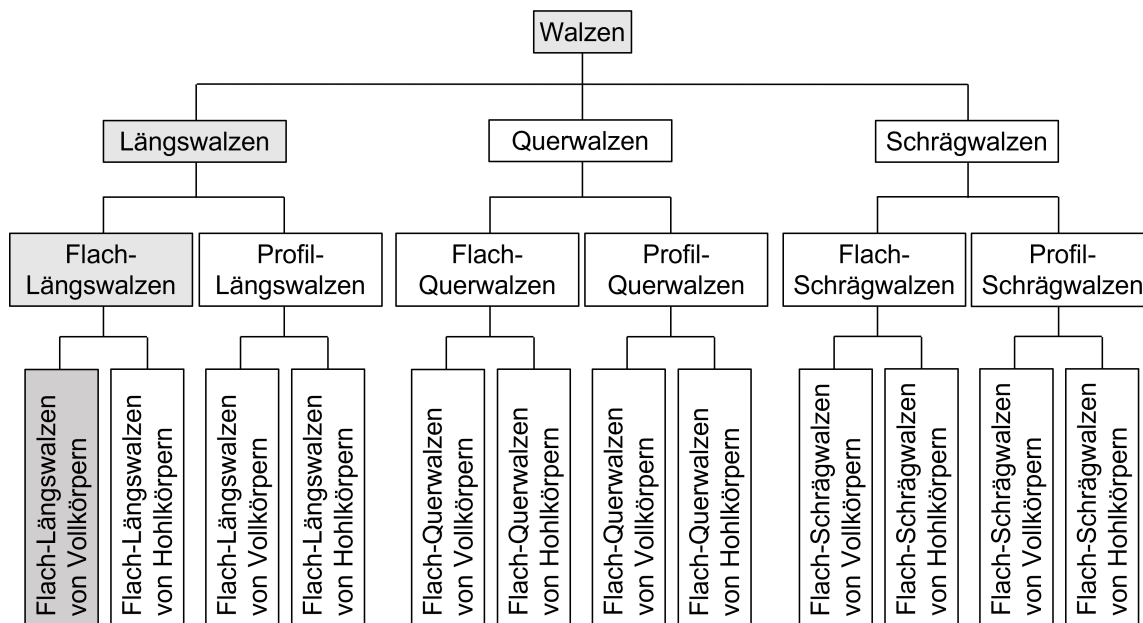 Walzen
Längswalzen
Querwalzen
Schrägwalzen
Flach-
Längswalzen
Profil-
Längswalzen
Flach-
Querwalzen
Profil-
Querwalzen
Flach-
Schrägwalzen
Profil-
Schrägwalzen
Flach-Längswalzen
von Vollkörpern
Flach-Längswalzen
von Hohlkörpern
Flach-Längswalzen
von Vollkörpern
Flach-Längswalzen
von Hohlkörpern
Flach-Querwalzen
von Vollkörpern
Flach-Querwalzen
von Hohlkörpern
Flach-Querwalzen
von Vollkörpern
Flach-Querwalzen
von Hohlkörpern
Flach-Schrägwalzen
von Vollkörpern
Flach-Schrägwalzen
von Hohlkörpern
Flach-Schrägwalzen
von Vollkörpern
Flach-Schrägwalzen
von Hohlkörpern